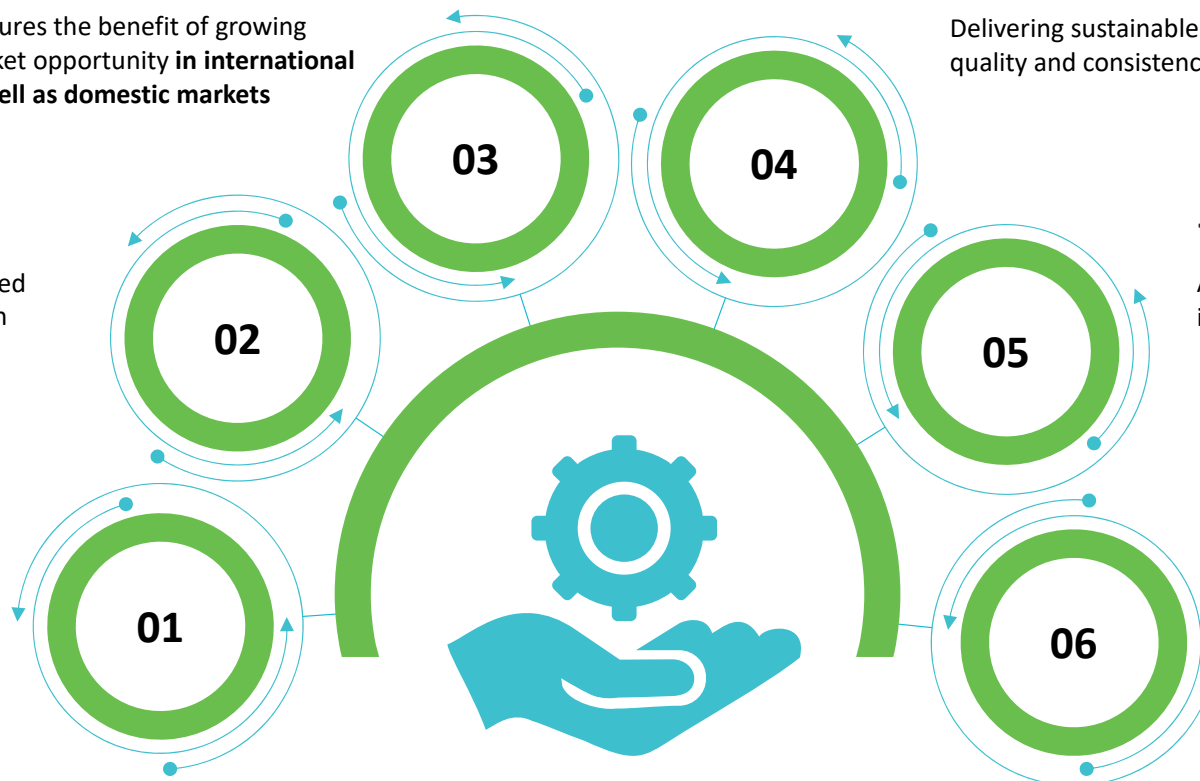 ures the benefit of growing
ket opportunity in international
ell as domestic markets
Delivering sustainable
quality and consistenc
03
04
ed
02
05
01
06